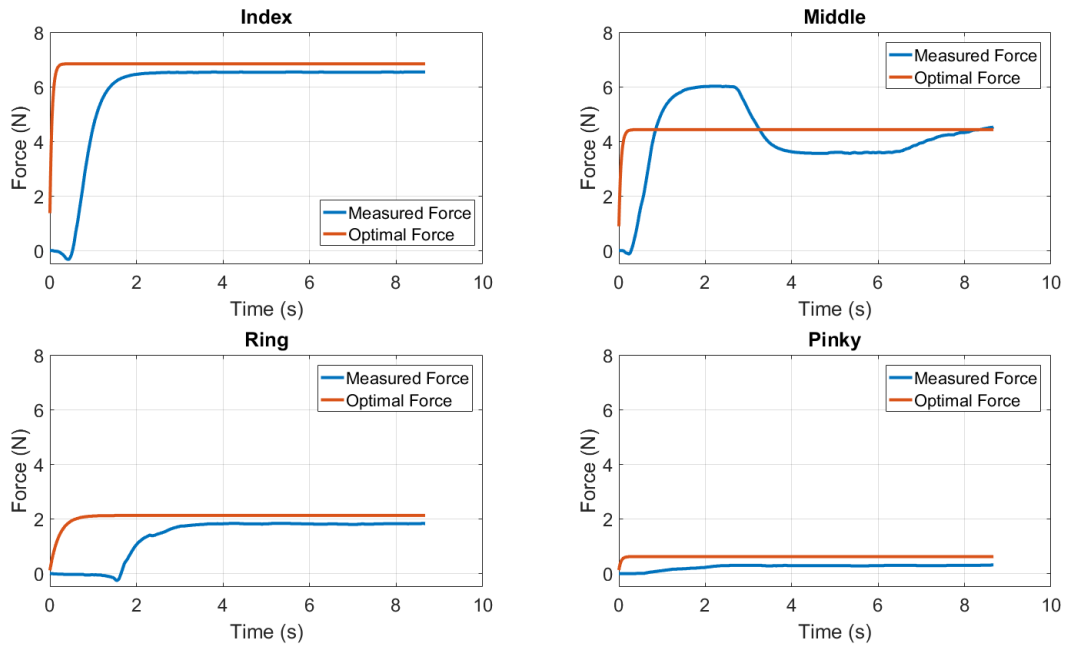 Index
8
6
4
2
0
Force (N)
Measured Force
Optimal Force
0 2 4 6 8 10
Time (s)
Middle
8
6
4
2
0
Force (N)
Measured Force
Optimal Force
0 2 4 6 8 10
Time (s)
Ring
8
6
4
2
0
Force (N)
Measured Force
Optimal Force
0 2 4 6 8 10
Time (s)
Pinky
8
6
4
2
0
Force (N)
Measured Force
Optimal Force
0 2 4 6 8 10
Time (s)